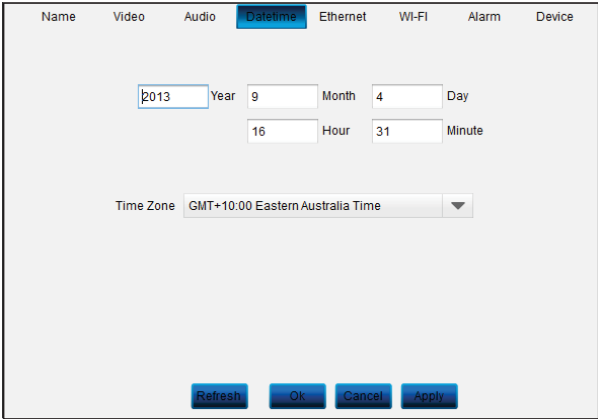 Name Video Audio Datetime Ethernet WI-FI Alarm Device
2013 Year 9 Month 4 Day
16 Hour 31 Minute
Time Zone GMT+10:00 Eastern Australia Time
Refresh Ok Cancel Apply